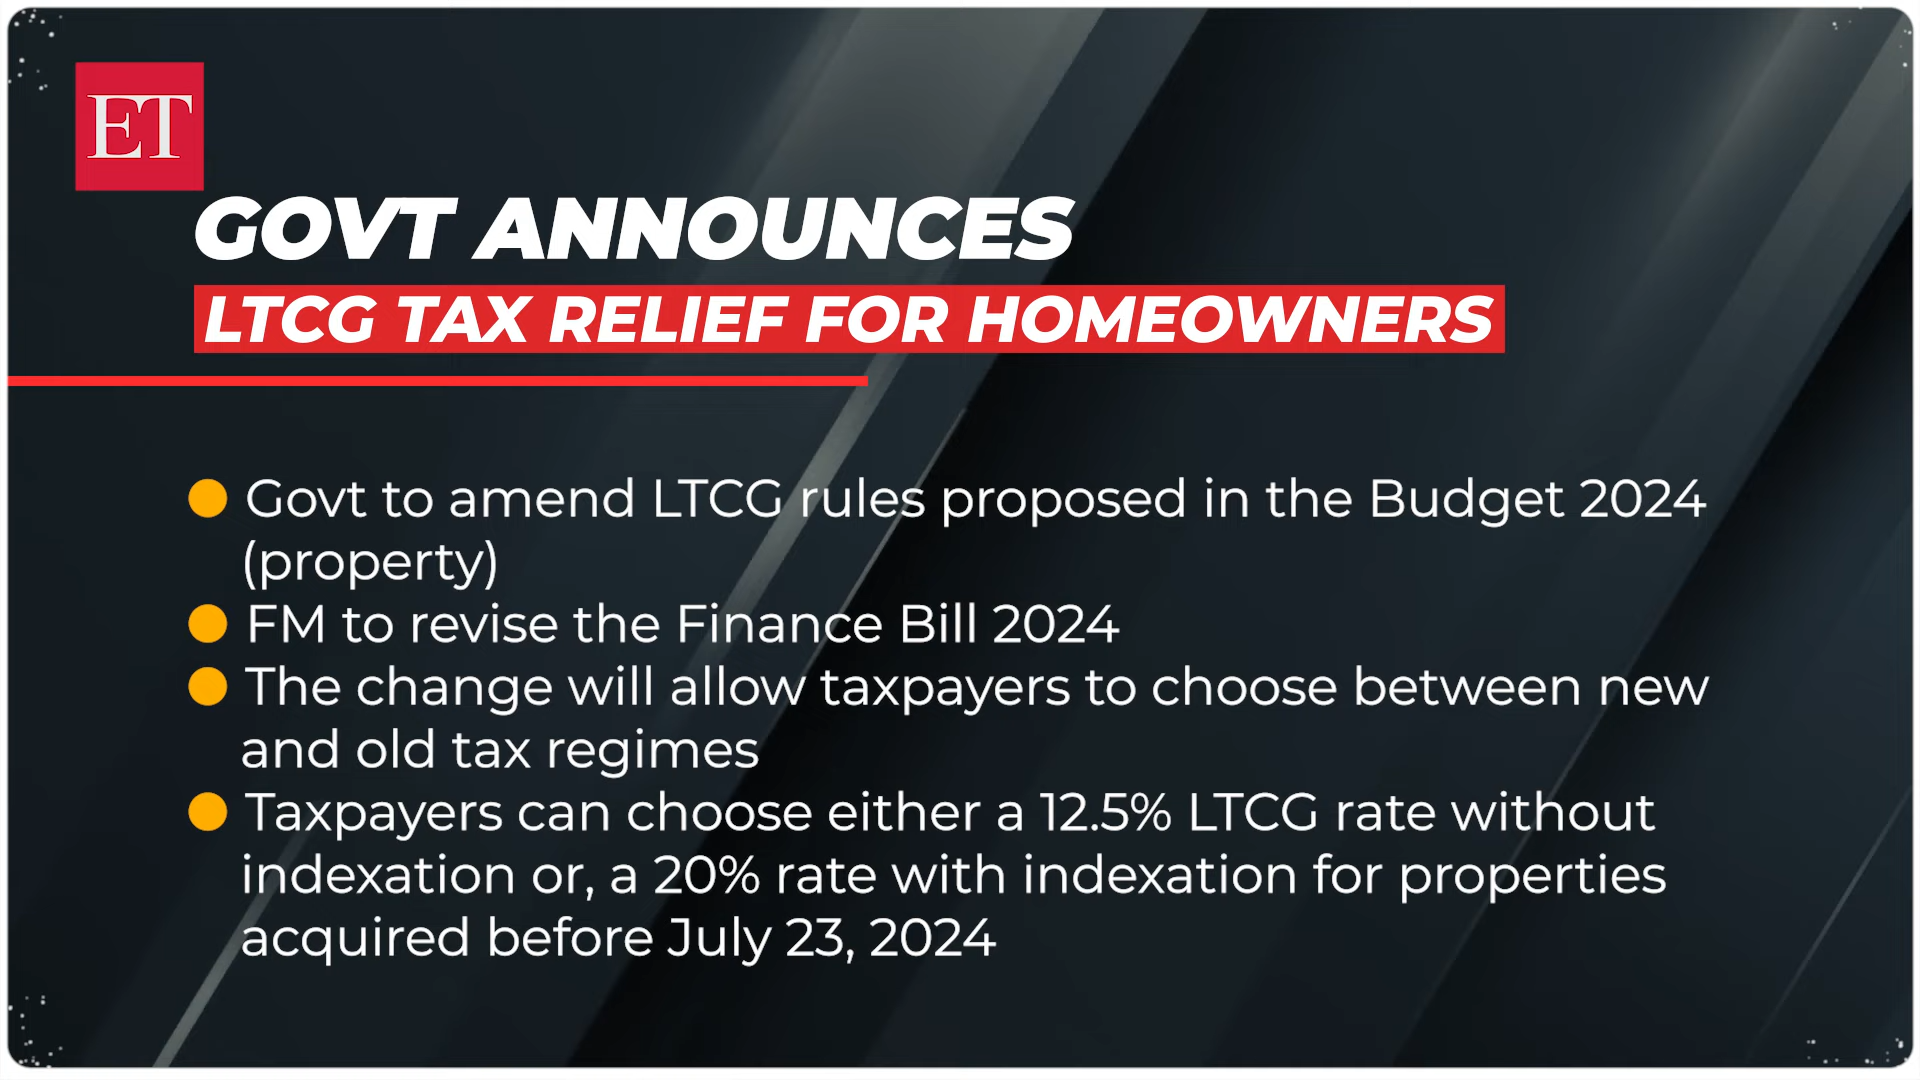 ET
GOVT ANNOUNCES
LTCG TAX RELIEF FOR HOMEOWNERS
Govt to amend LTCG rules proposed in the Budget 2024
(property)
FM to revise the Finance Bill 2024
The change will allow taxpayers to choose between new
and old tax regimes
Taxpayers can choose either a 12.5% LTCG rate without
indexation or, a 20% rate with indexation for properties
acquired before July 23, 2024